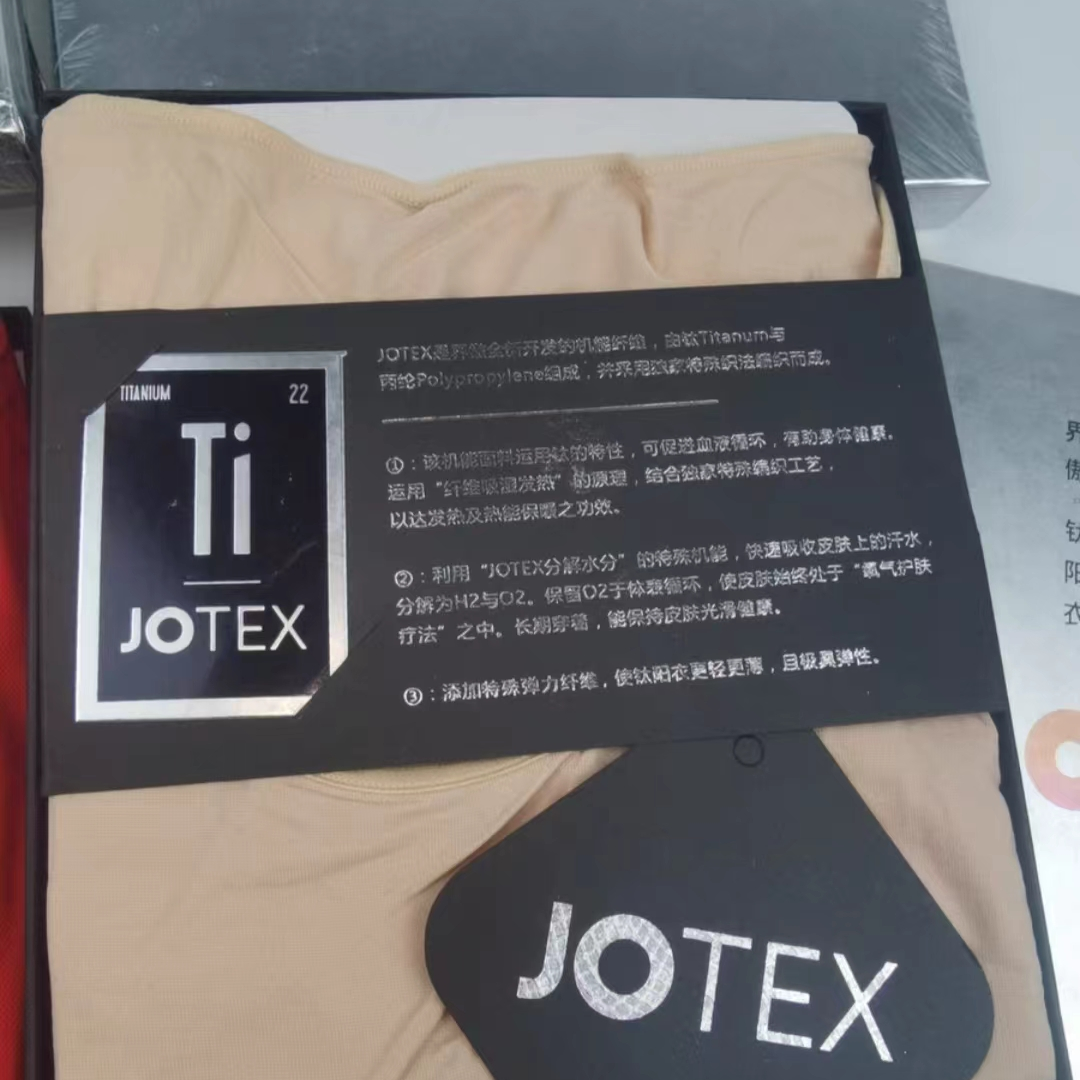 TITANIUM 22
Ti
JOTEX
JOTEX是界傲全新开发的机能纤维，由钛Titanum与
丙纶Polypropylene组成，并采用独家特殊织法编织而成。
①：该机能面料运用钛的特性，可促进血液循环，有助身体健康。
运用“纤维吸湿发热”的原理，结合独家特殊编织工艺，
以达发热及热能保暖之功效。
②：利用“JOTEX分解水分”的特殊机能，快速吸收皮肤上的汗水，
分解为H2与O2。保留O2于体表循环，使皮肤始终处于“氧气护肤
疗法”之中。长期穿着，能保持皮肤光滑健康。
③：添加特殊弹力纤维，使钛阳衣更轻更薄，且极具弹性。
JOTEX
界
傲
钛
阳
衣